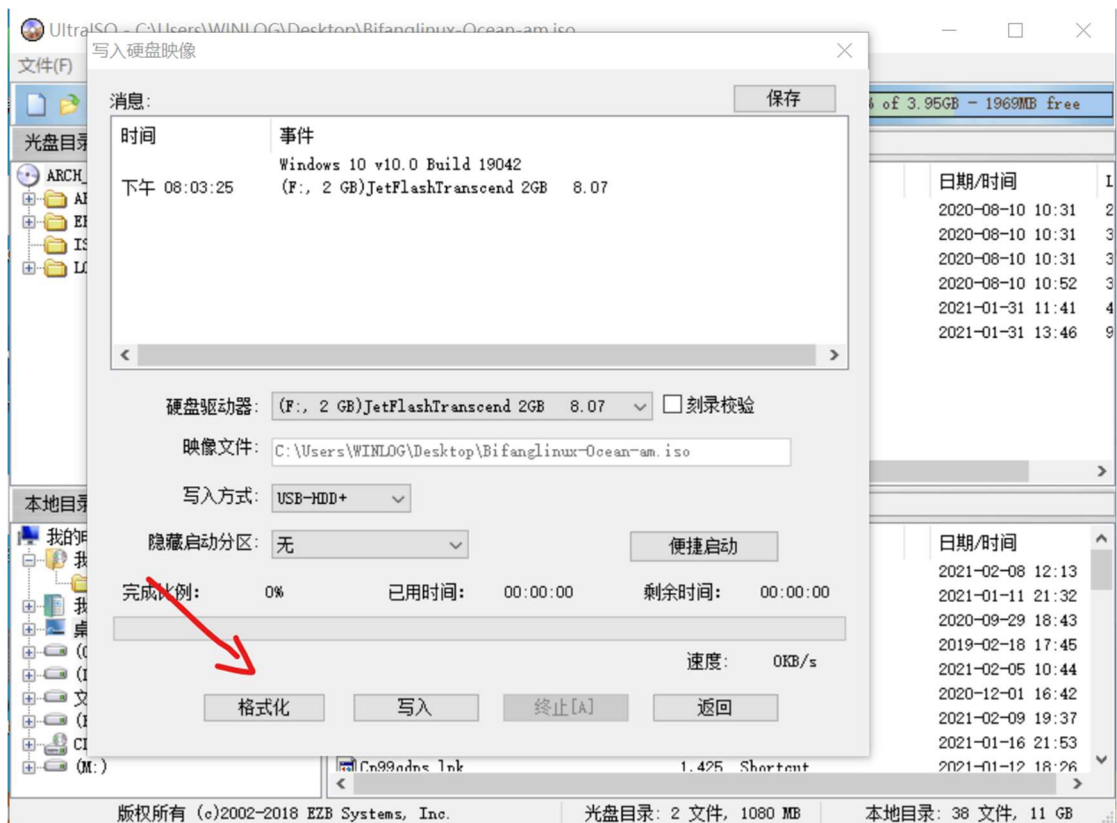 UltraISO - C:\Users\WINLOG\Desktop\Bifanglinux-Ocean-am.iso
文件(F)
写入硬盘映像
of 3.95GB - 1969MB free
消息:
保存
时间 事件
Windows 10 v10.0 Build 19042
下午 08:03:25 (F:, 2 GB)JetFlashTranscend 2GB 8.07
光盘目录
ARCH_
日期/时间
2020-08-10 10:31
2020-08-10 10:31
2020-08-10 10:31
2020-08-10 10:52
2021-01-31 11:41
2021-01-31 13:46
硬盘驱动器: (F:, 2 GB)JetFlashTranscend 2GB 8.07 刻录校验
映像文件: C:\Users\WINLOG\Desktop\Bifanglinux-Ocean-am.iso
写入方式: USB-HDD+
隐藏启动分区: 无 便捷启动
完成比例: 0% 已用时间: 00:00:00 剩余时间: 00:00:00
速度: 0KB/s
格式化 写入 终止[A] 返回
本地目录
我的
我
我
桌
文
(M:)
日期/时间
2021-02-08 12:13
2021-01-11 21:32
2020-09-29 18:43
2019-02-18 17:45
2021-02-05 10:44
2020-12-01 16:42
2021-02-09 19:37
2021-01-16 21:53
Cn99adns.lnk 1,425 Shortcut 2021-01-12 18:26
版权所有 (c)2002-2018 EZB Systems, Inc. 光盘目录: 2 文件, 1080 MB 本地目录: 38 文件, 11 GB